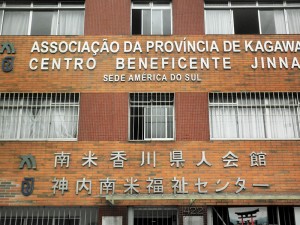 ASSOCIAÇÃO DA PROVÍNCIA DE KAGAWA
CENTRO BENEFICENTE JINNA
SEDE AMÉRICA DO SUL
南米香川県人会館
神内南米福祉センター